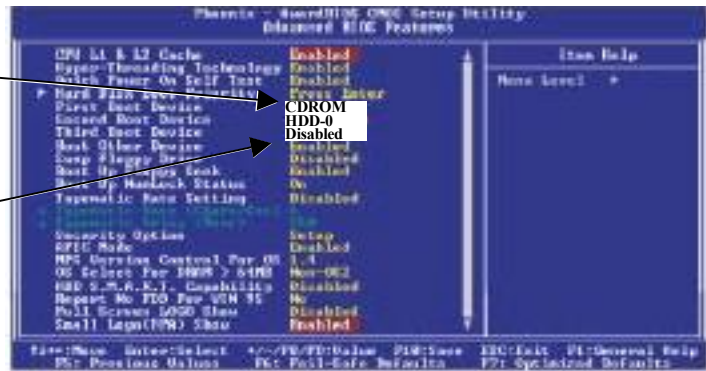 Phoenix - AwardBIOS CMOS Setup Utility
Advanced BIOS Features
CPU L1 & L2 Cache Enabled
Hyper-Threading Technology Enabled
Quick Power On Self Test Enabled
Hard Disk Boot Priority Press Enter
First Boot Device CDROM
Second Boot Device HDD-0
Third Boot Device Disabled
Boot Other Device Enabled
Swap Floppy Disabled
Boot Up Floppy Seek Enabled
Boot Up NumLock Status On
Typematic Rate Setting Disabled
Security Option Setup
APIC Mode Enabled
MPS Version Control For OS 1.4
OS Select For DRAM > 64MB Non-OS2
HDD S.M.A.R.T. Capability Disabled
Report No FDD For WIN 95 No
Full Screen LOGO Show Disabled
Small Logo(EPA) Show Enabled
Item Help
Menu Level
:Move Enter:Select +/-/PU/PD:Value F10:Save ESC:Exit F1:General Help
F5: Previous Values F6: Fail-Safe Defaults F7: Optimized Defaults